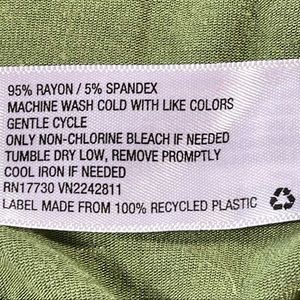 95% RAYON / 5% SPANDEX
MACHINE WASH COLD WITH LIKE COLORS
GENTLE CYCLE
ONLY NON-CHLORINE BLEACH IF NEEDED
TUMBLE DRY LOW, REMOVE PROMPTLY
COOL IRON IF NEEDED
RN17730 VN2242811
LABEL MADE FROM 100% RECYCLED PLASTIC